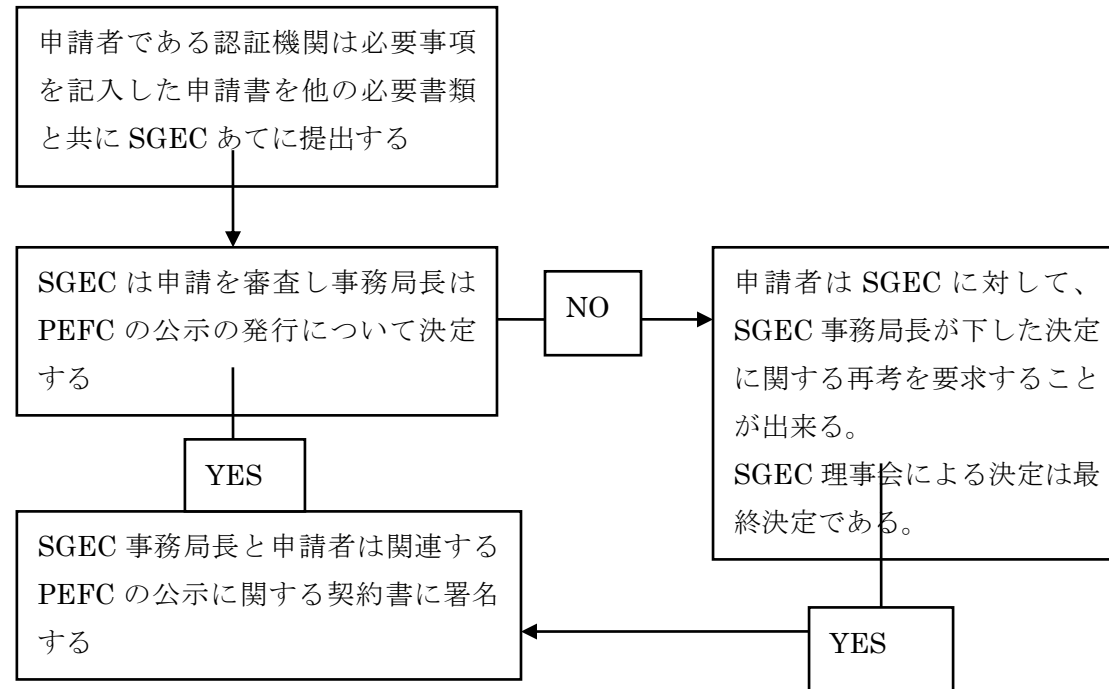 申請者である認証機関は必要事項
を記入した申請書を他の必要書類
と共に SGEC あてに提出する
SGEC は申請を審査し事務局長は
PEFC の公示の発行について決定
する
NO
申請者は SGEC に対して、
SGEC 事務局長が下した決定
に関する再考を要求すること
が出来る。
SGEC 理事会による決定は最
終決定である。
YES
SGEC 事務局長と申請者は関連する
PEFC の公示に関する契約書に署名
する
YES